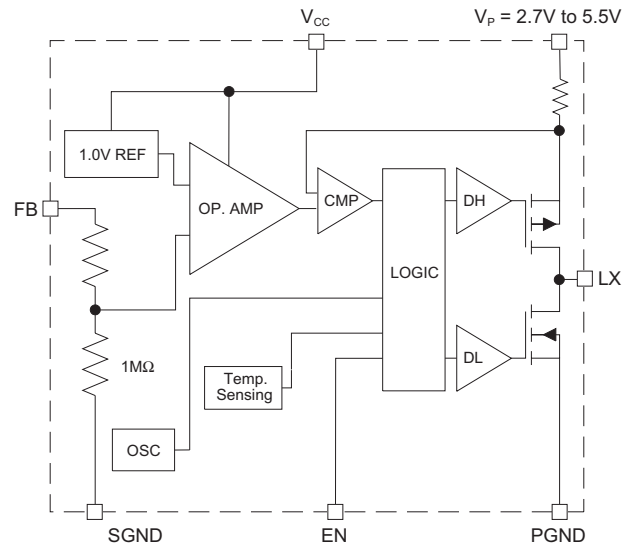 V_CC
V_P = 2.7V to 5.5V
1.0V REF
FB
OP. AMP
CMP
DH
LOGIC
LX
1MΩ
Temp.
Sensing
DL
OSC
SGND
EN
PGND